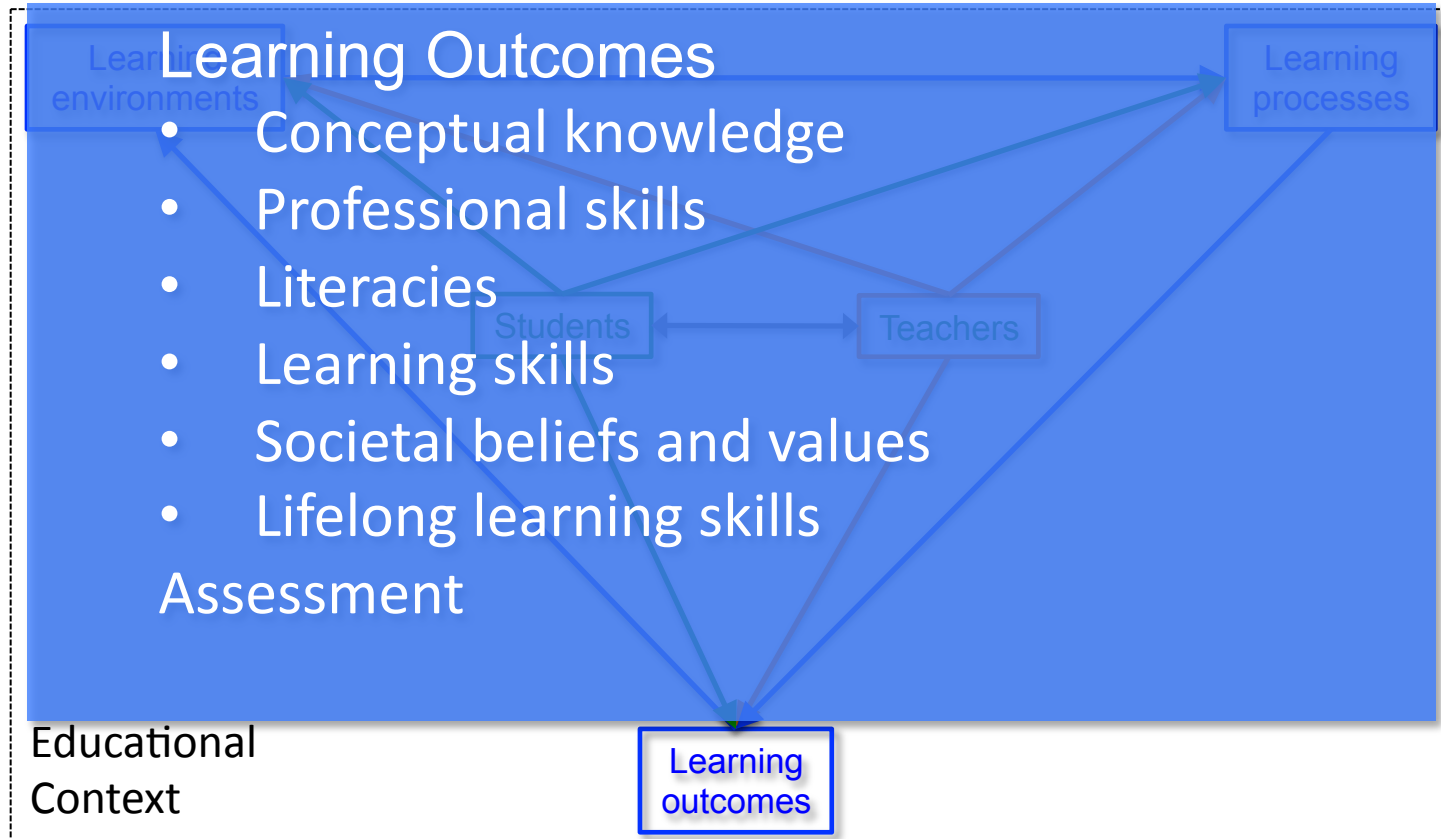 Learning Outcomes
• Conceptual knowledge
• Professional skills
• Literacies
• Learning skills
• Societal beliefs and values
• Lifelong learning skills
Assessment
Learning
environments
Learning
processes
Students
Teachers
Educational
Context
Learning
outcomes